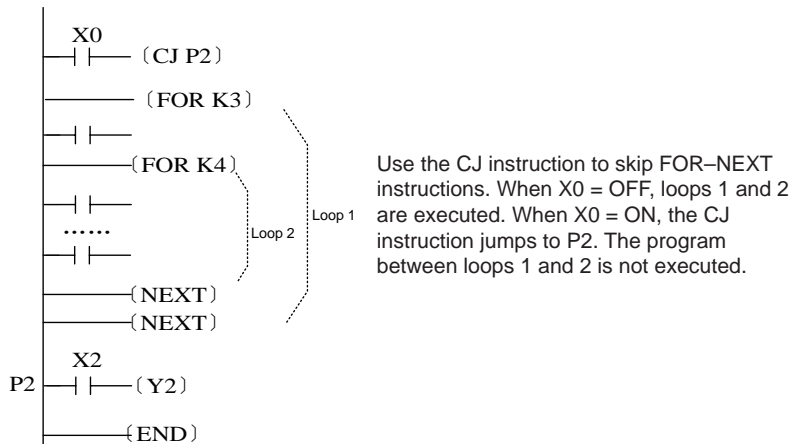 X0
〔CJ P2〕
〔FOR K3〕
〔FOR K4〕
Loop 2
Loop 1
……
〔NEXT〕
〔NEXT〕
X2
P2
〔Y2〕
〔END〕
Use the CJ instruction to skip FOR–NEXT
instructions. When X0 = OFF, loops 1 and 2
are executed. When X0 = ON, the CJ
instruction jumps to P2. The program
between loops 1 and 2 is not executed.